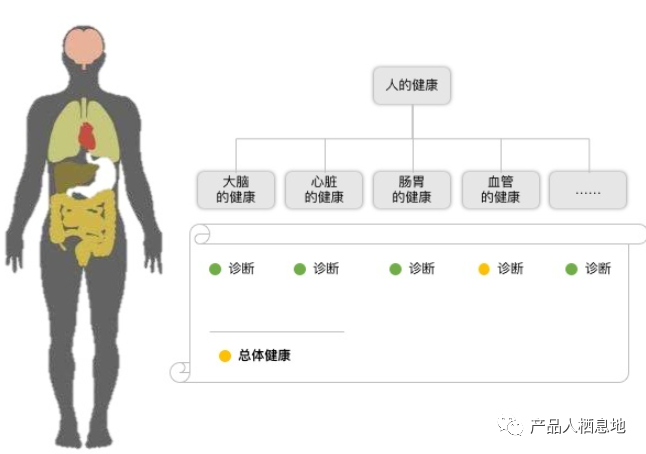 人的健康
大脑
的健康
心脏
的健康
肠胃
的健康
血管
的健康
......
诊断
诊断
诊断
诊断
诊断
总体健康
产品人栖息地